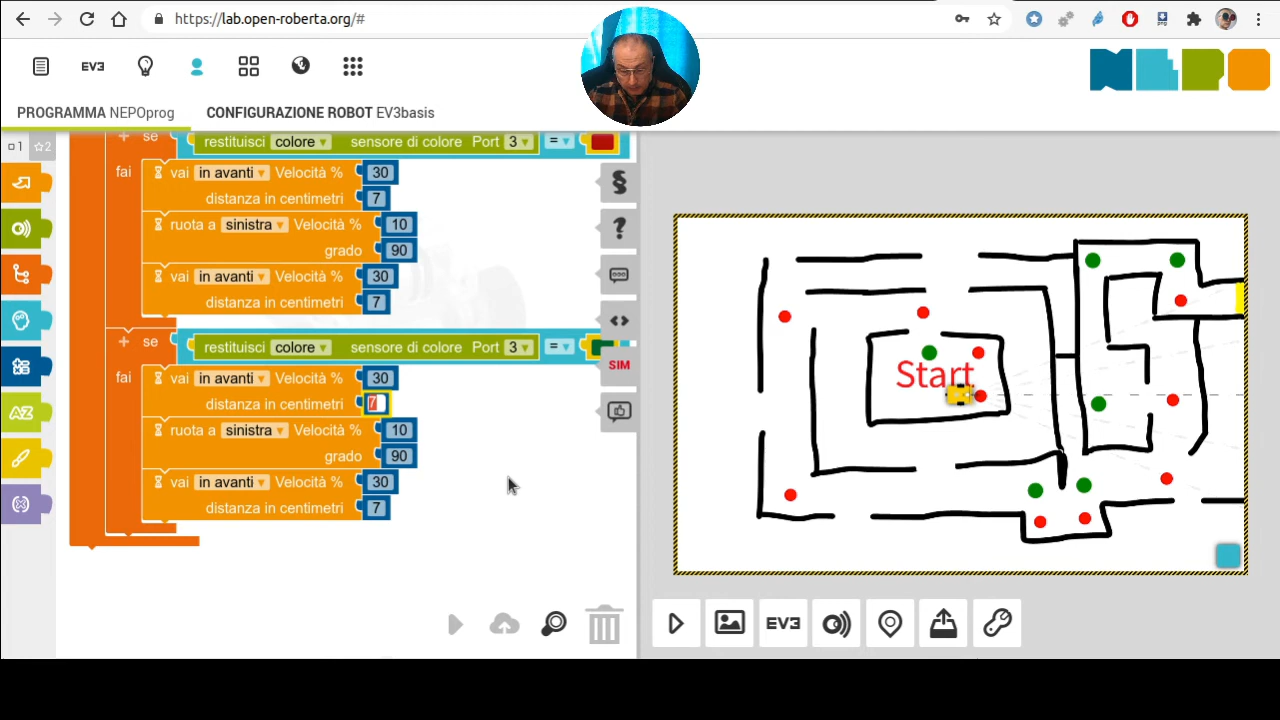 https://lab.open-roberta.org/#
EV3
PROGRAMMA NEPOprog
CONFIGURAZIONE ROBOT EV3basis
1
2
+ se restituisci colore sensore di colore Port 3 =
fai vai in avanti Velocità % 30
distanza in centimetri 7
ruota a sinistra Velocità % 10
grado 90
vai in avanti Velocità % 30
distanza in centimetri 7
+ se restituisci colore sensore di colore Port 3 =
fai vai in avanti Velocità % 30
distanza in centimetri 7
ruota a sinistra Velocità % 10
grado 90
vai in avanti Velocità % 30
distanza in centimetri 7
§
?
<>
SIM
AZ
Start
EV3